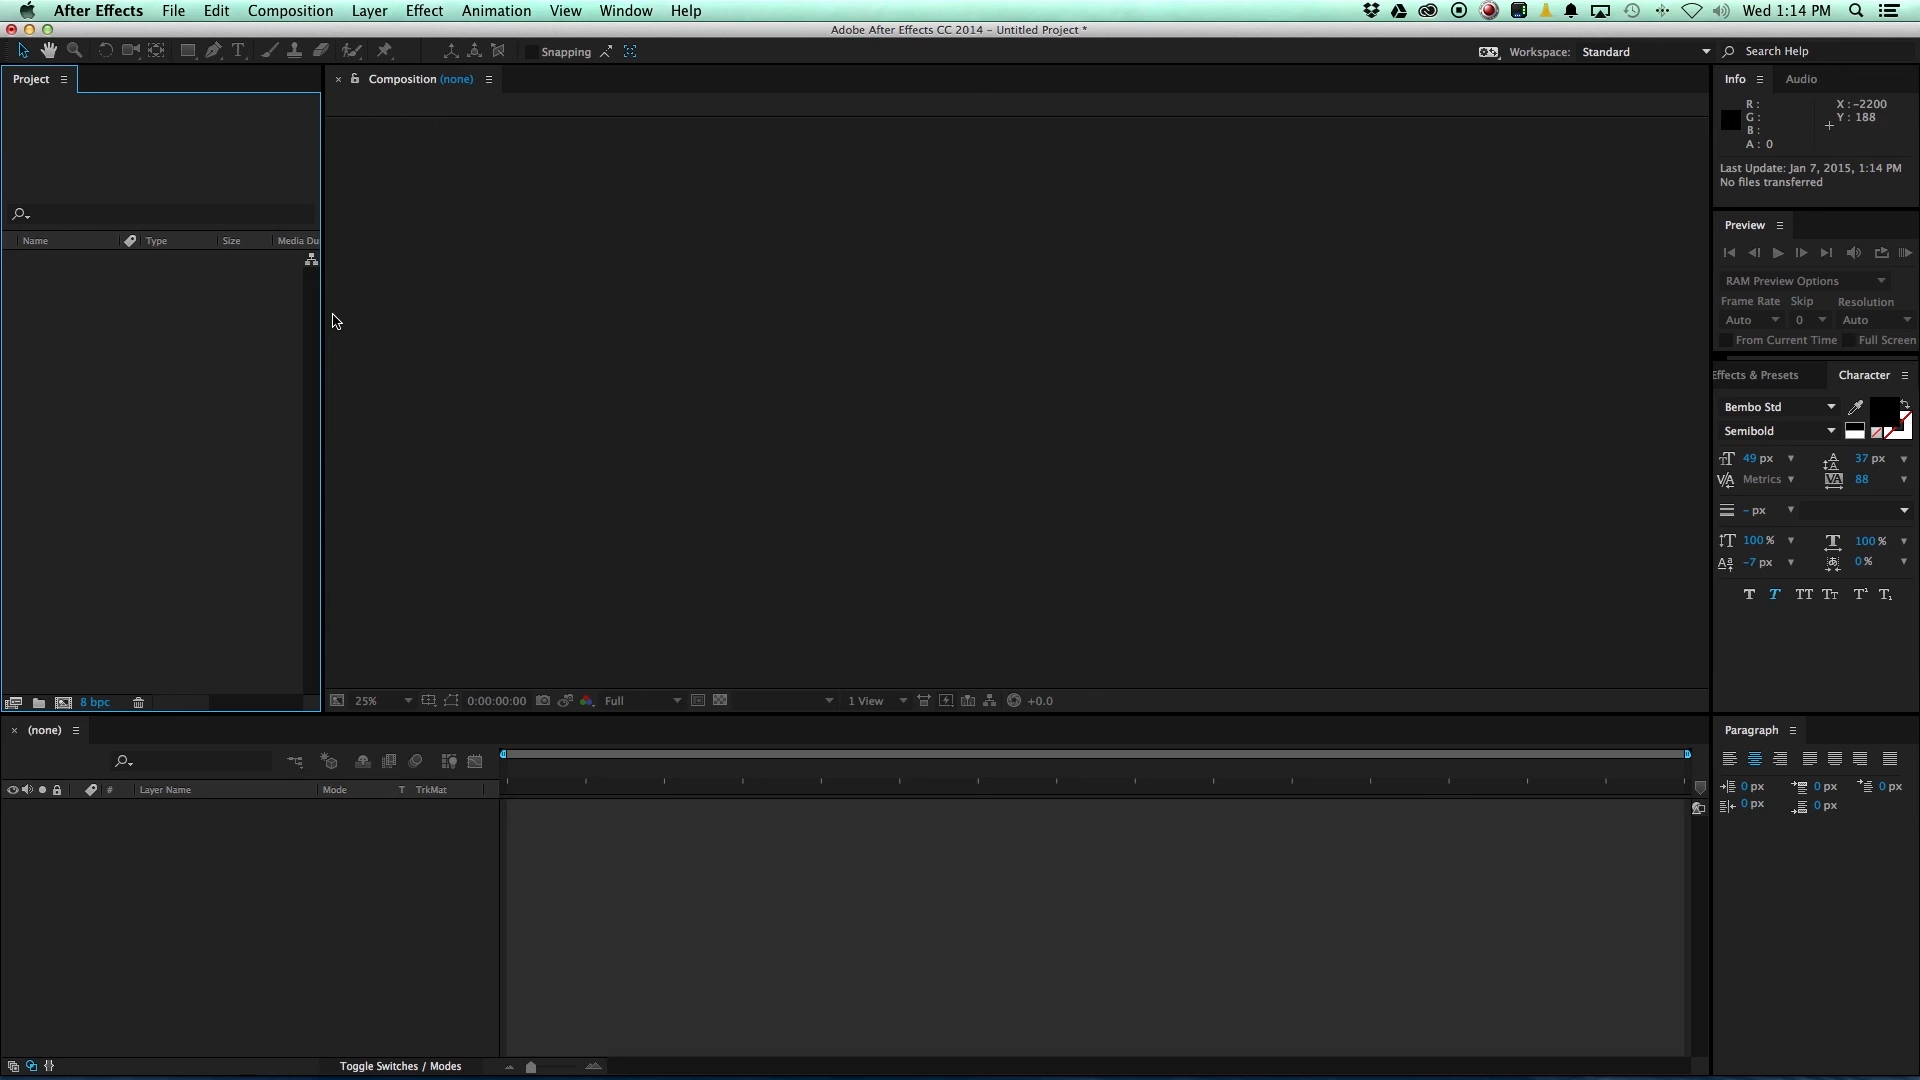 After Effects File Edit Composition Layer Effect Animation View Window Help Wed 1:14 PM
Adobe After Effects CC 2014 – Untitled Project *
Snapping Workspace: Standard Search Help
Project
Composition (none)
Info Audio
R :
G :
B :
A : 0
X : -2200
Y : 188
Last Update: Jan 7, 2015, 1:14 PM
No files transferred
Name Type Size Media Du
Preview
RAM Preview Options
Frame Rate Skip Resolution
Auto 0 Auto
From Current Time Full Screen
Effects & Presets Character
Bembo Std
Semibold
49 px 37 px
Metrics 88
- px
100 % 100 %
-7 px 0 %
8 bpc
25% 0:00:00:00 Full 1 View +0.0
(none)
# Layer Name Mode T TrkMat
Paragraph
0 px 0 px 0 px
0 px 0 px
Toggle Switches / Modes